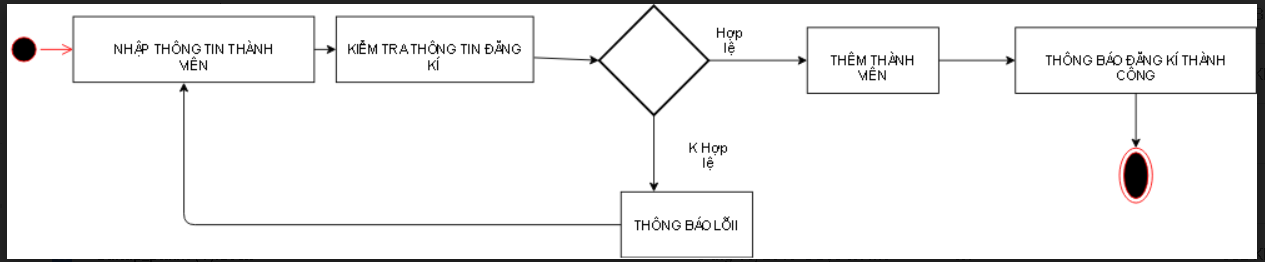 NHẬP THÔNG TIN THÀNH
VIÊN
KIỂM TRA THÔNG TIN ĐĂNG
KÍ
Hợp
lệ
THÊM THÀNH
VIÊN
THÔNG BÁO ĐĂNG KÍ THÀNH
CÔNG
K Hợp
lệ
THÔNG BÁO LỖII